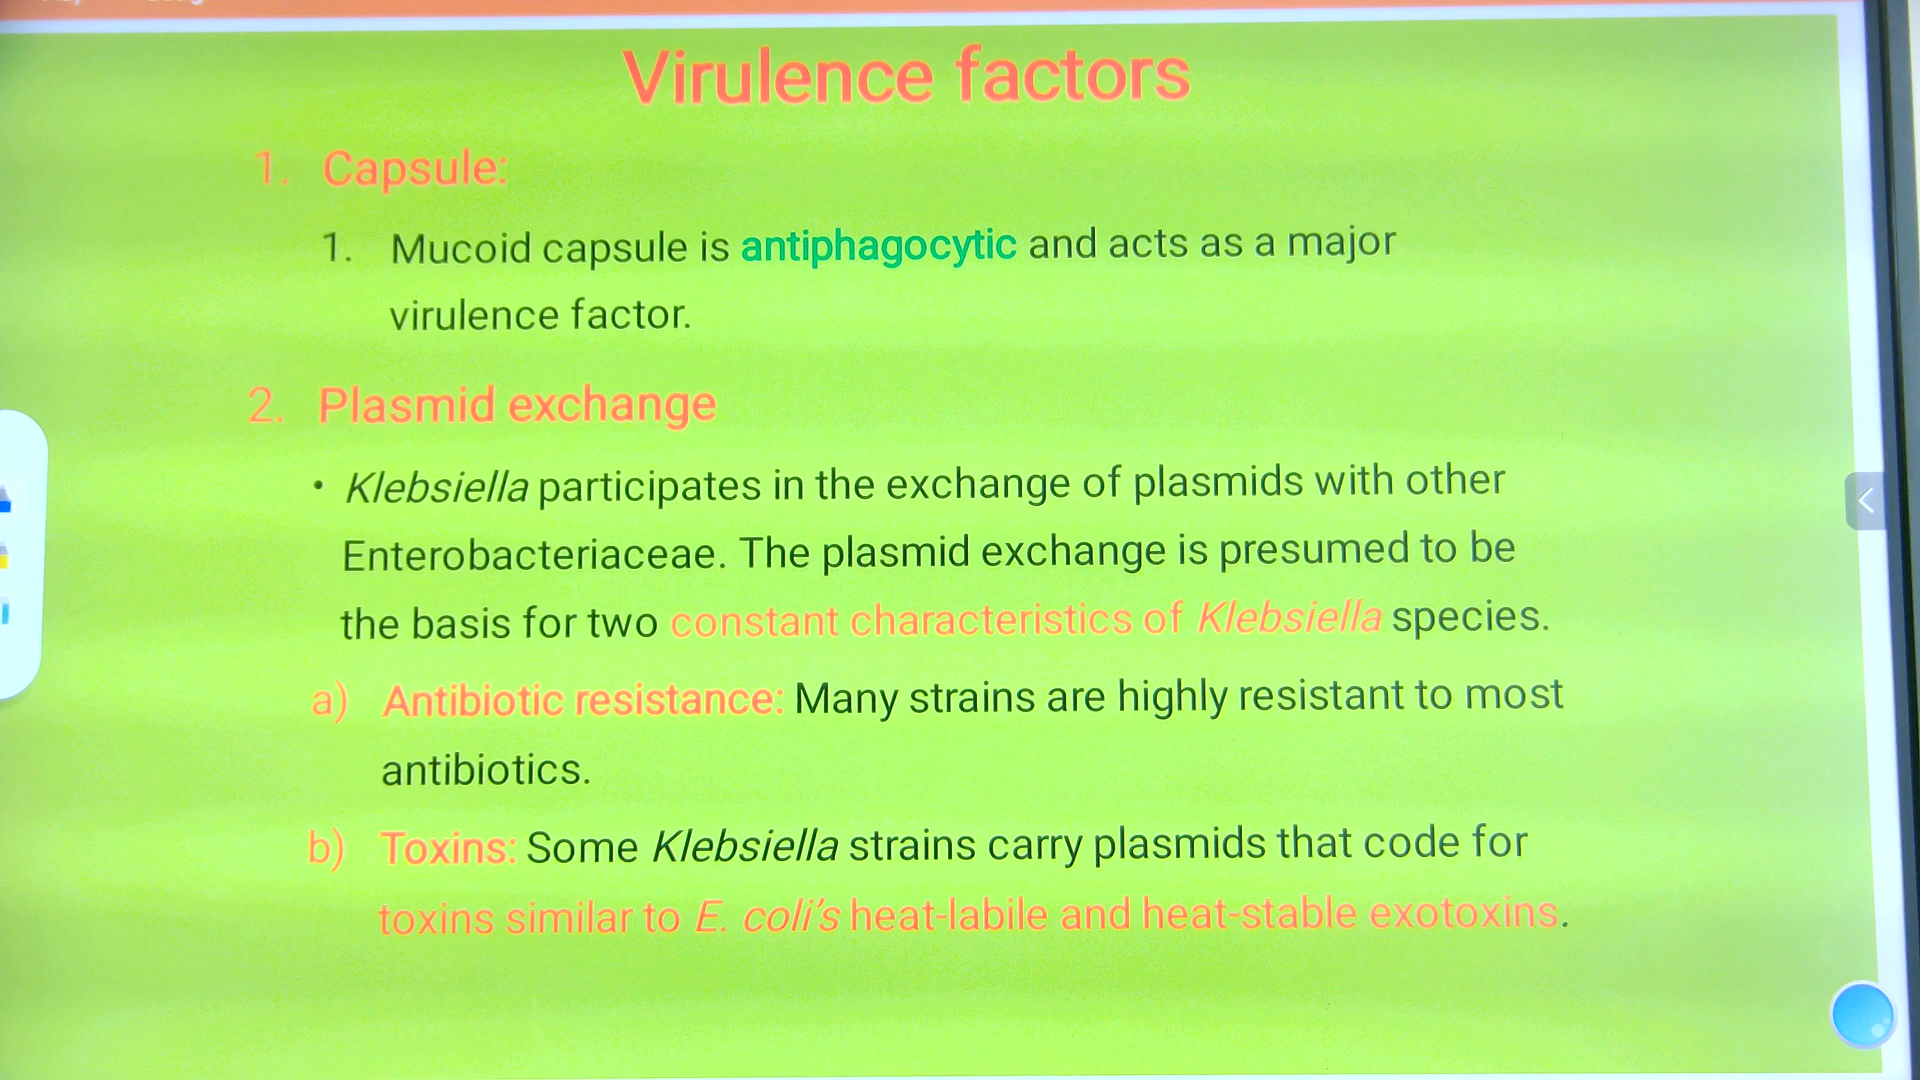 Virulence factors
1. Capsule:
1. Mucoid capsule is antiphagocytic and acts as a major
virulence factor.
2. Plasmid exchange
• Klebsiella participates in the exchange of plasmids with other
Enterobacteriaceae. The plasmid exchange is presumed to be
the basis for two constant characteristics of Klebsiella species.
a) Antibiotic resistance: Many strains are highly resistant to most
antibiotics.
b) Toxins: Some Klebsiella strains carry plasmids that code for
toxins similar to E. coli's heat-labile and heat-stable exotoxins.